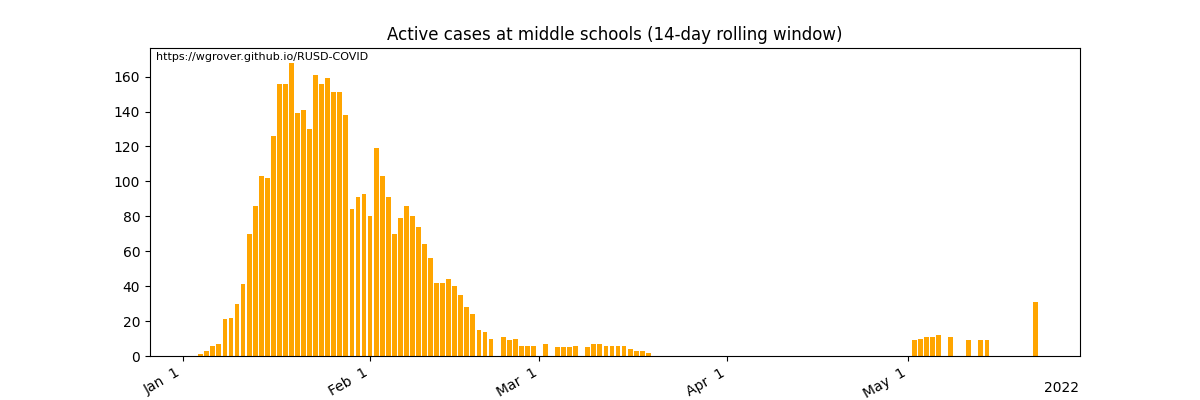 Active cases at middle schools (14-day rolling window)
https://wgrover.github.io/RUSD-COVID
160
140
120
100
80
60
40
20
0
Jan 1
Feb 1
Mar 1
Apr 1
May 1
2022